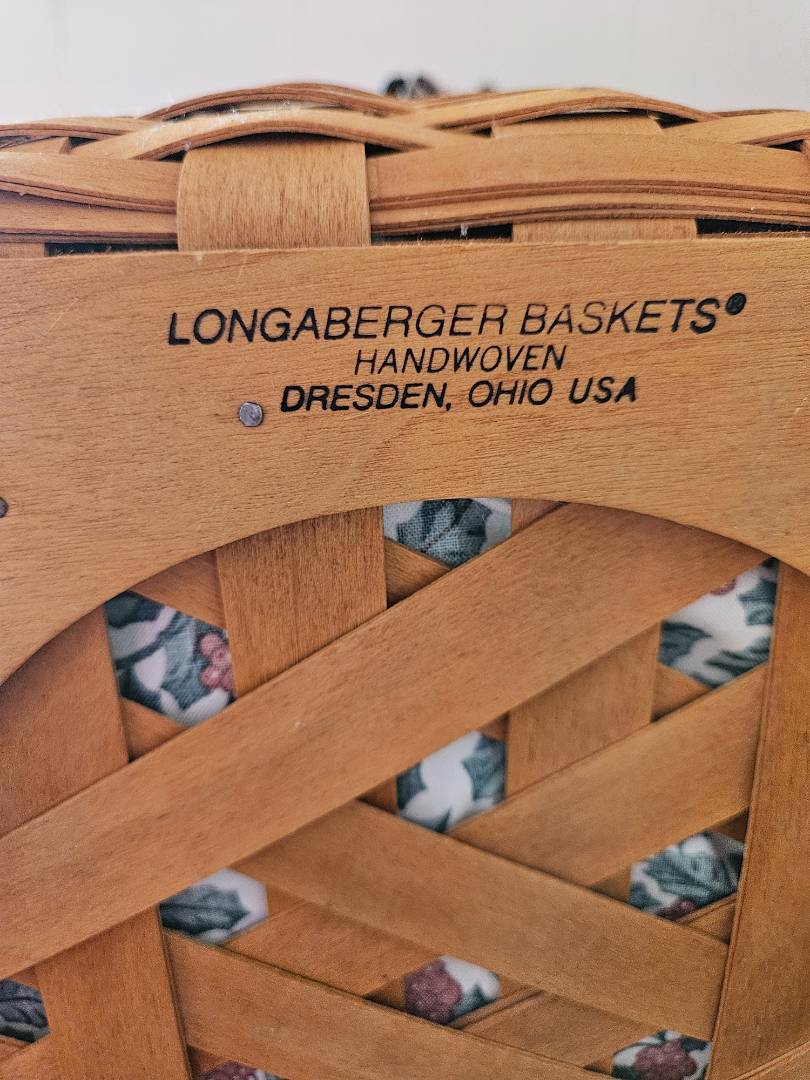 LONGABERGER BASKETS®
HANDWOVEN
DRESDEN, OHIO USA